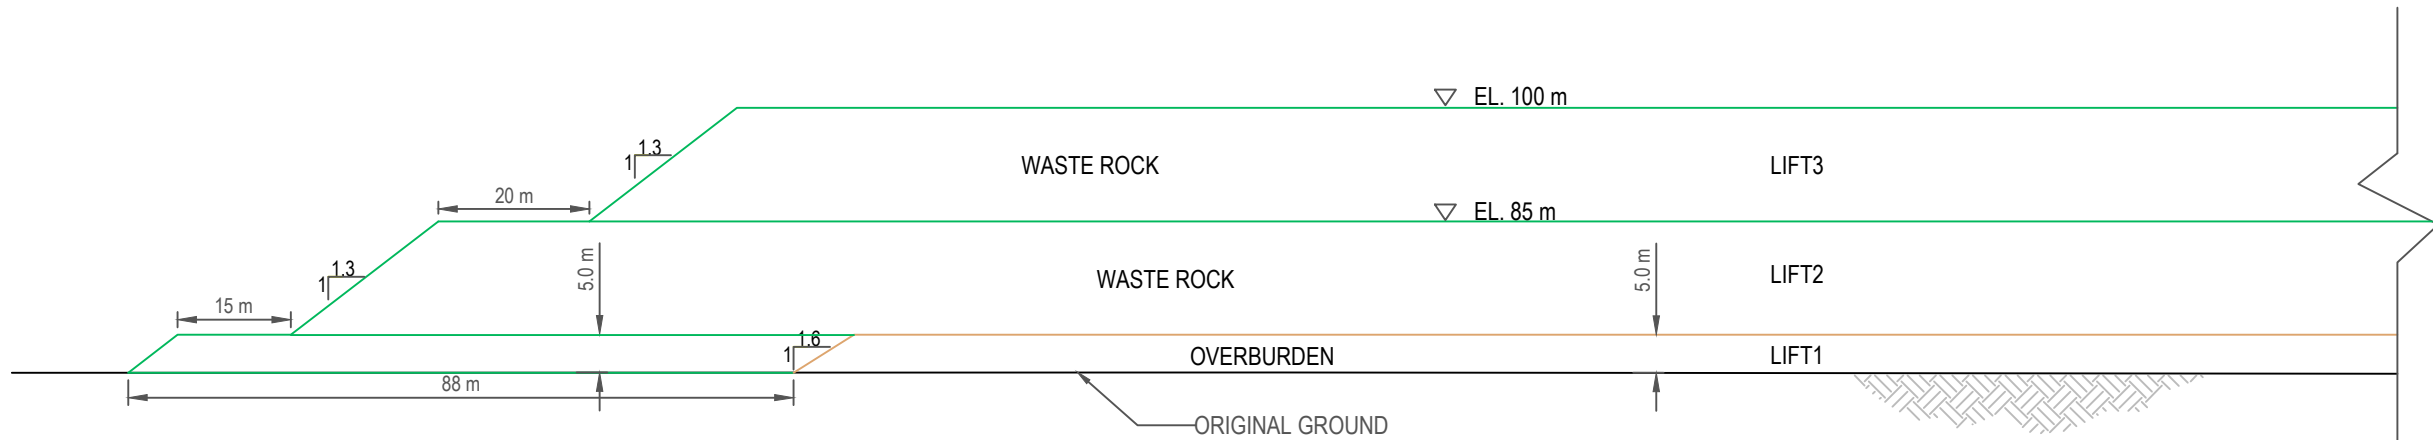 EL. 100 m
1.3
1
WASTE ROCK
LIFT3
20 m
EL. 85 m
1.3
1
5.0 m
5.0 m
WASTE ROCK
LIFT2
15 m
1.6
1
OVERBURDEN
LIFT1
88 m
ORIGINAL GROUND